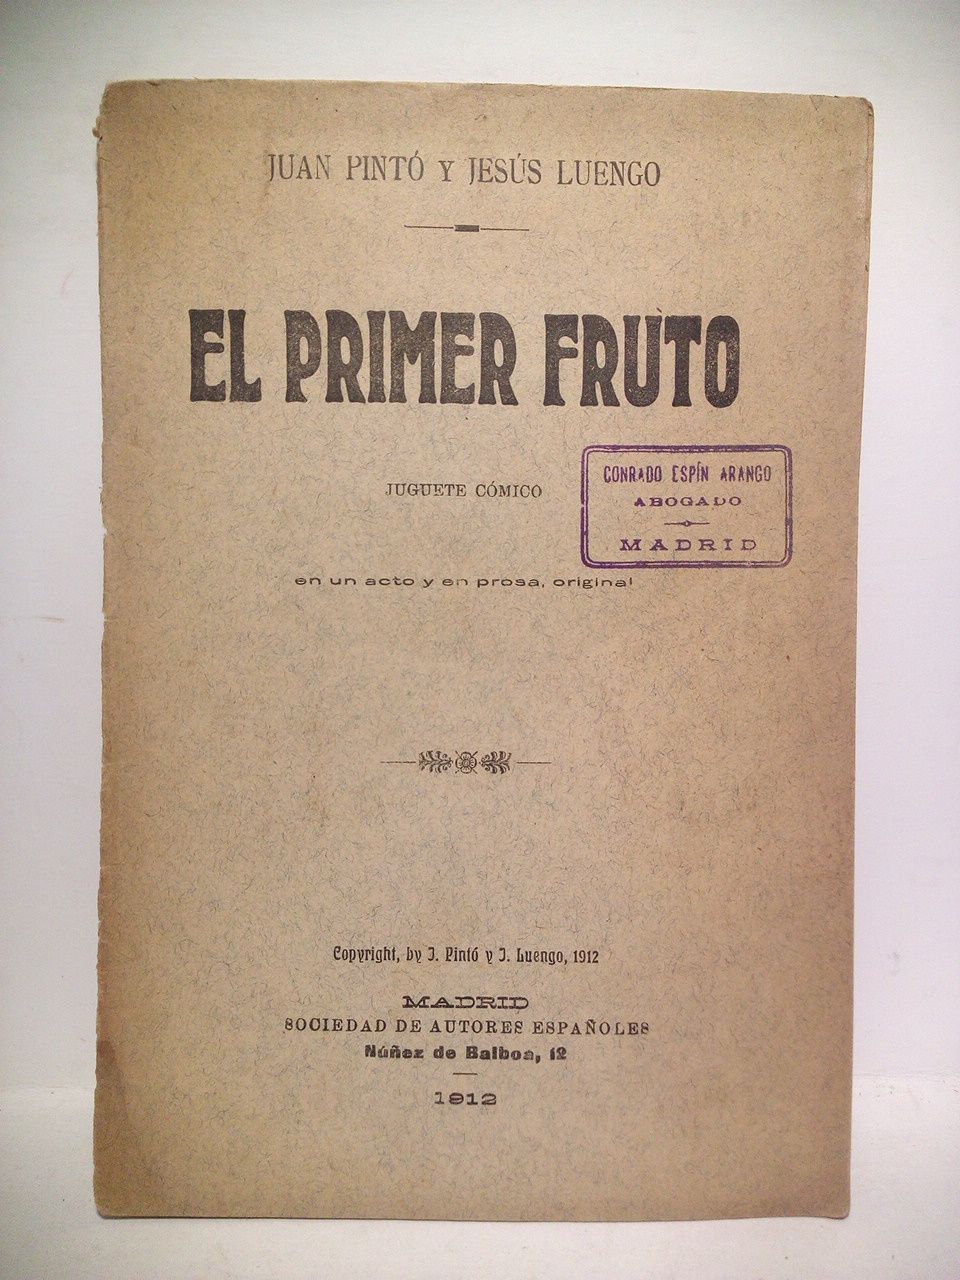 JUAN PINTÓ Y JESÚS LUENGO
EL PRIMER FRUTO
JUGUETE CÓMICO
CONRADO ESPÍN ARANGO
ABOGADO
MADRID
en un acto y en prosa, original
Copyright, by J. Pintó y J. Luengo, 1912
MADRID
SOCIEDAD DE AUTORES ESPAÑOLES
Núñez de Balboa, 12
1912